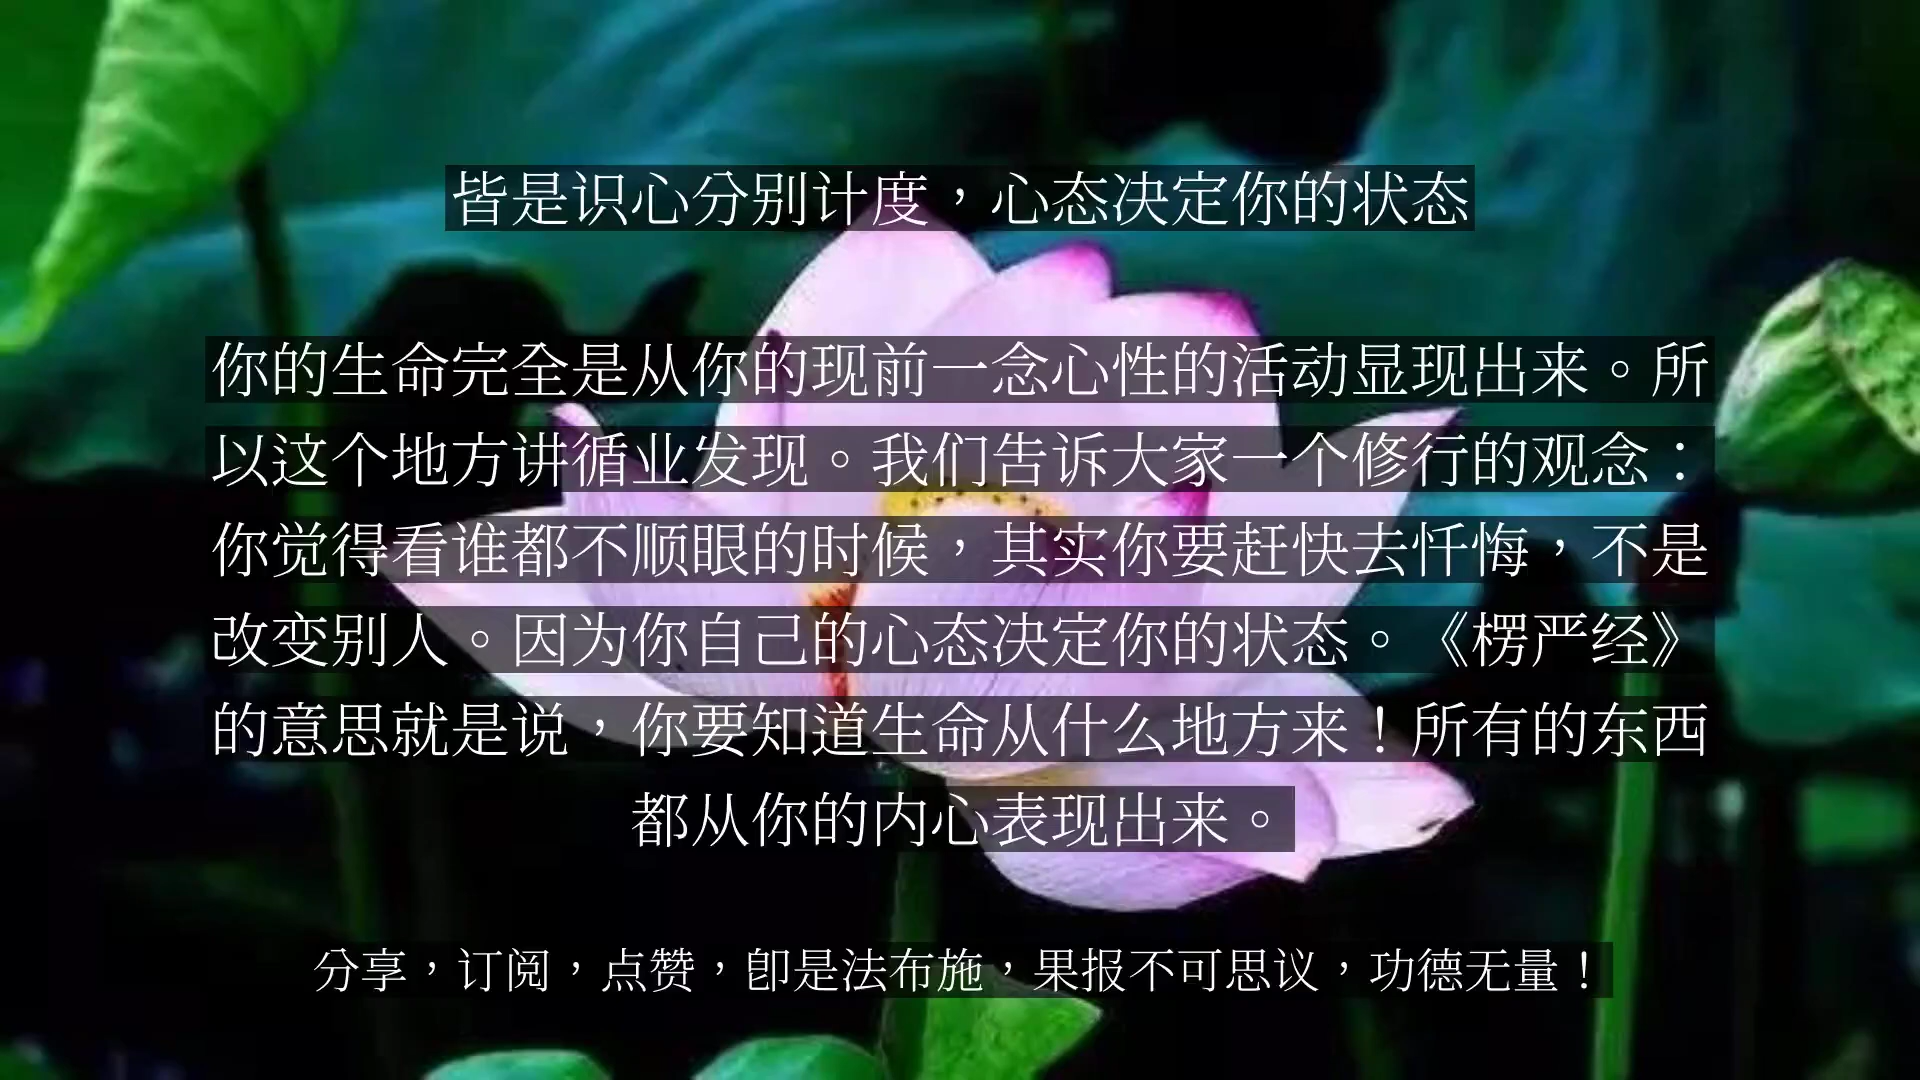 皆是识心分别计度，心态决定你的状态
你的生命完全是从你的现前一念心性的活动显现出来。所
以这个地方讲循业发现。我们告诉大家一个修行的观念：
你觉得看谁都不顺眼的时候，其实你要赶快去忏悔，不是
改变别人。因为你自己的心态决定你的状态。《楞严经》
的意思就是说，你要知道生命从什么地方来！所有的东西
都从你的内心表现出来。
分享，订阅，点赞，即是法布施，果报不可思议，功德无量！